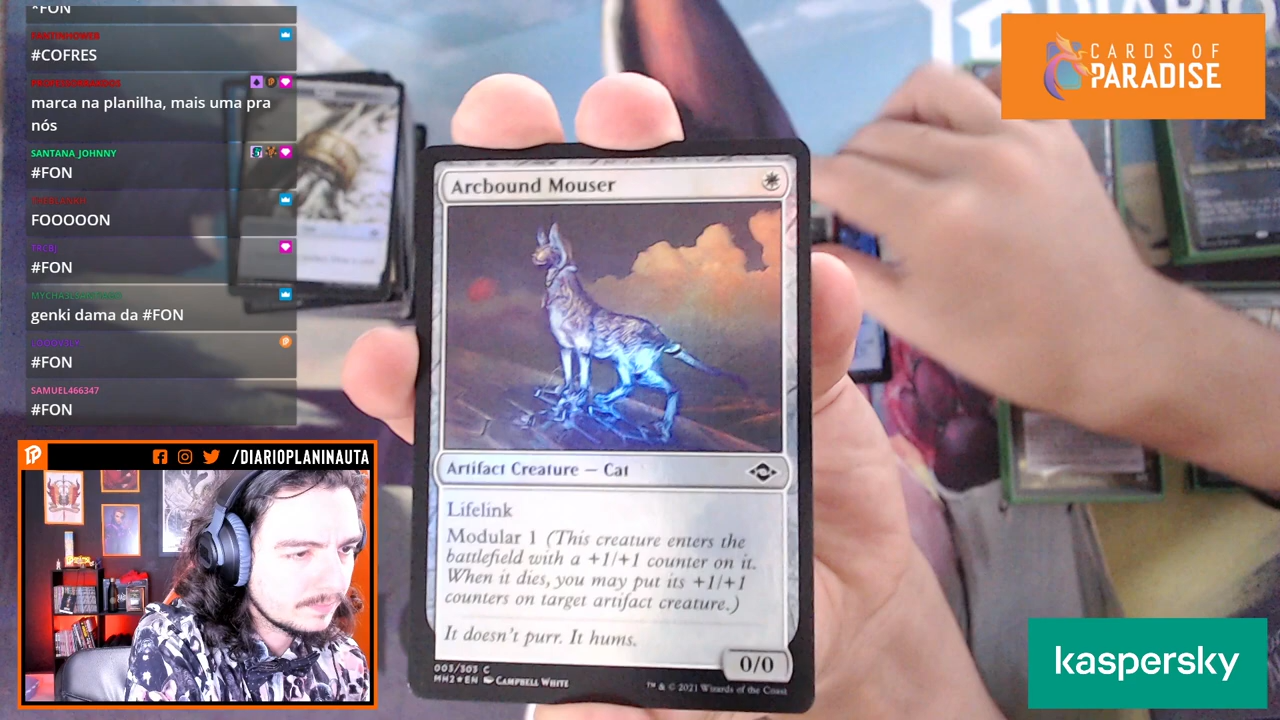 *FON
#COFRES
marca na planilha, mais uma pra
nós
SANTANA_JOHNNY
#FON
FOOOOON
#FON
genki dama da #FON
#FON
SAMUEL466347
#FON
/DIARIOPLANINAUTA
Arcbound Mouser
Artifact Creature — Cat
Lifelink
Modular 1 (This creature enters the
battlefield with a +1/+1 counter on it.
When it dies, you may put its +1/+1
counters on target artifact creature.)
It doesn't purr. It hums.
0/0
003/303 C
MH2 ★ EN CAMPBELL WHITE
™ & © 2021 Wizards of the Coast
CARDS OF
PARADISE
kaspersky